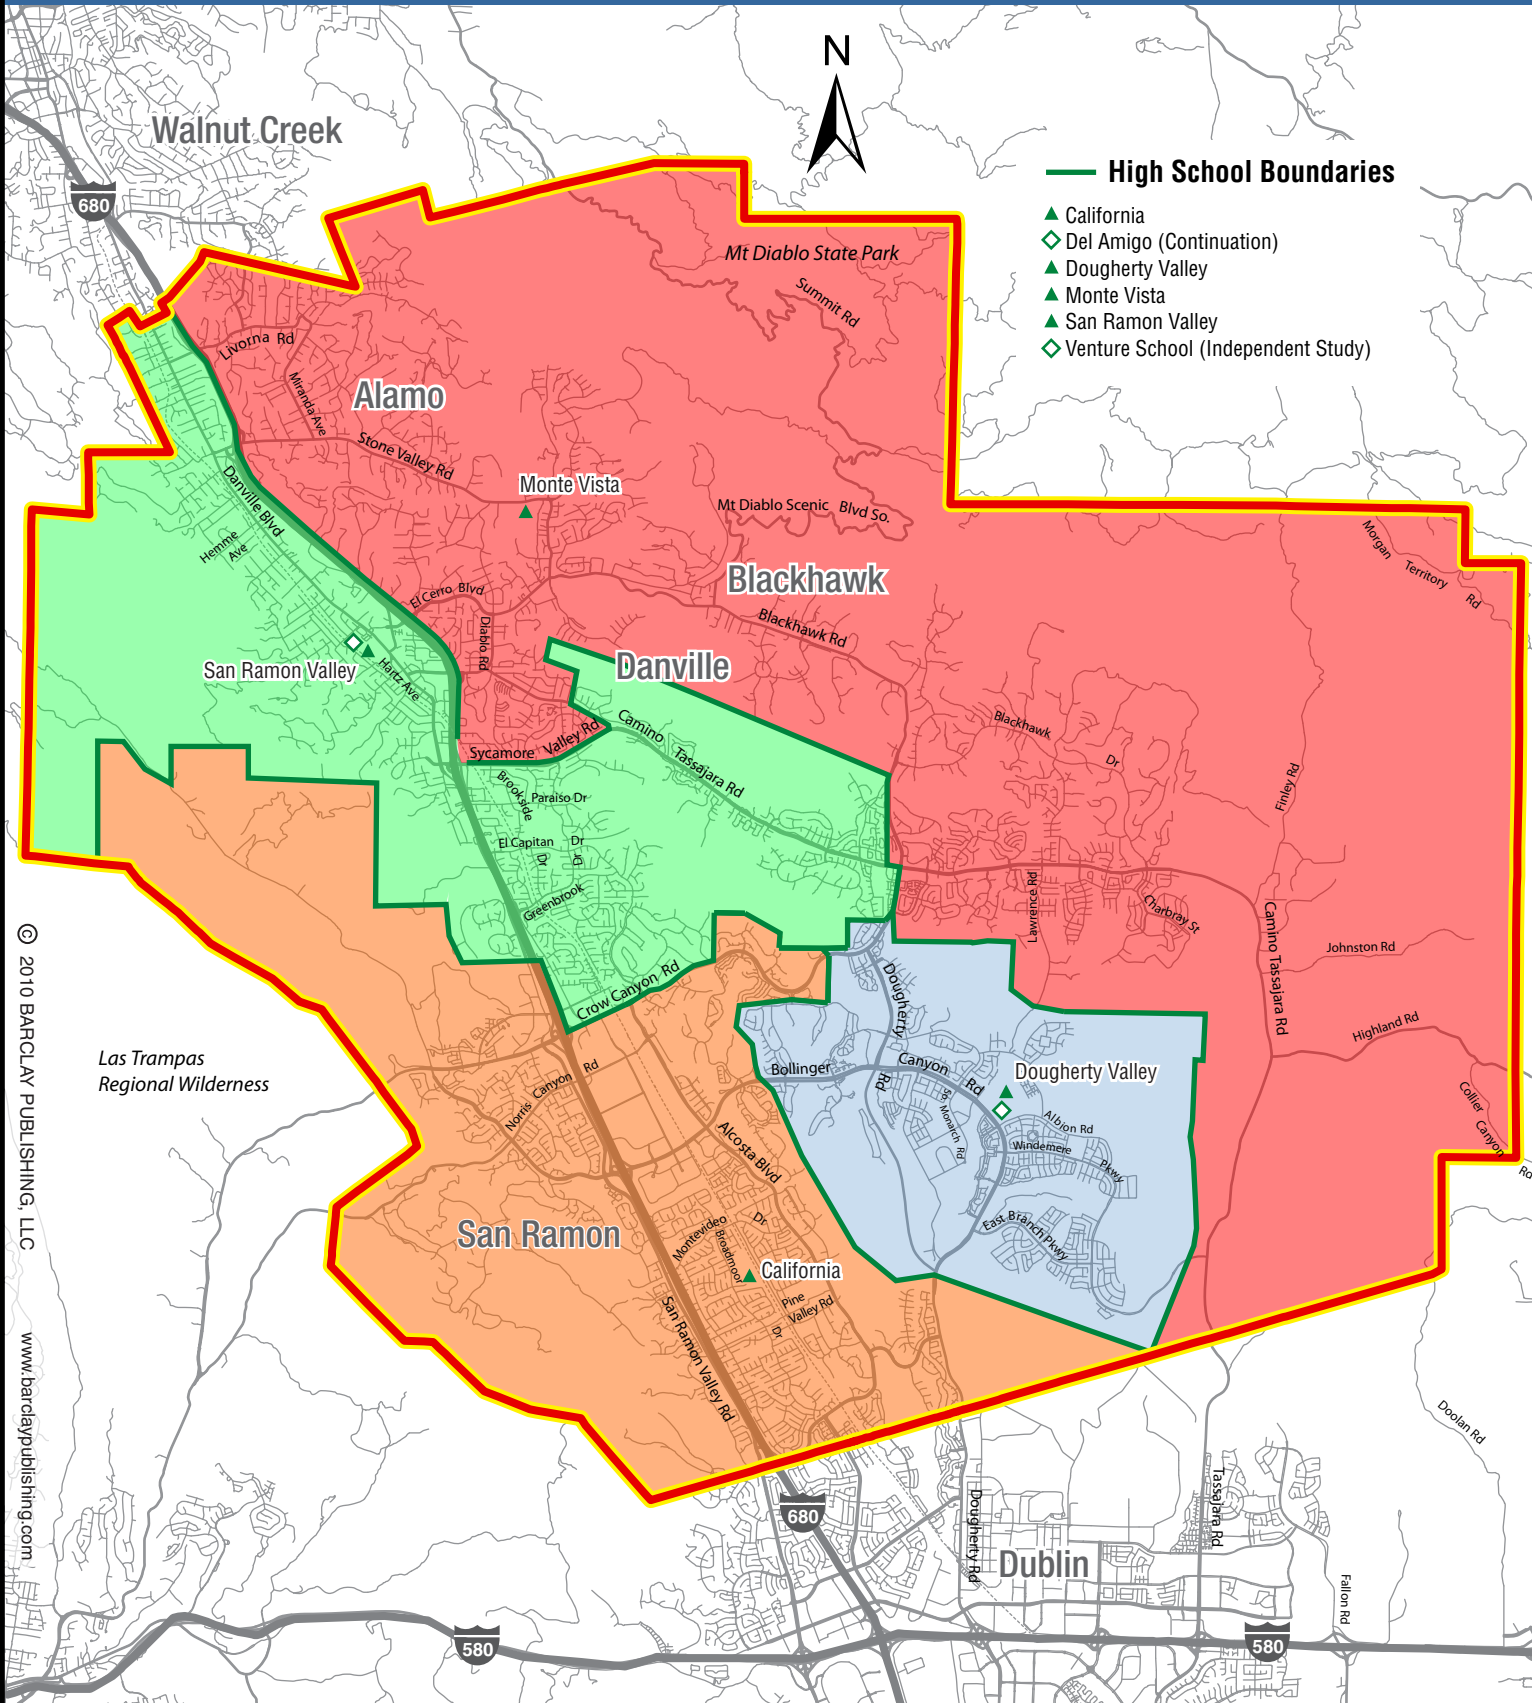 N
Walnut Creek
High School Boundaries
California
Del Amigo (Continuation)
Dougherty Valley
Monte Vista
San Ramon Valley
Venture School (Independent Study)
680
Mt Diablo State Park
Summit Rd
Livorna Rd
Miranda Ave
Alamo
Stone Valley Rd
Monte Vista
Danville Blvd
Mt Diablo Scenic Blvd So.
Morgan Territory Rd
Hemme Ave
Blackhawk
El Cerro Blvd
Diablo Rd
Blackhawk Rd
San Ramon Valley
Hartz Ave
Danville
Sycamore Valley Rd
Camino Tassajara Rd
Blackhawk Dr
Finley Rd
Brookside Dr
Paraiso Dr
El Capitan Dr
Greenbrook Dr
Lawrence Rd
Charbray St
Camino Tassajara Rd
Johnston Rd
Crow Canyon Rd
Dougherty Rd
Highland Rd
© 2010 BARCLAY PUBLISHING, LLC www.barclaypublishing.com
Las Trampas
Regional Wilderness
Norris Canyon Rd
Bollinger Canyon Rd
Dougherty Valley
So. Monarch Rd
Albion Rd
Windemere Pkwy
Collier Canyon Rd
Alcosta Blvd
East Branch Pkwy
San Ramon
Montevideo Dr
Broadmoor Dr
California
Pine Valley Rd
San Ramon Valley Rd
Doolan Rd
680
Dougherty Rd
Tassajara Rd
Dublin
Fallon Rd
580
580